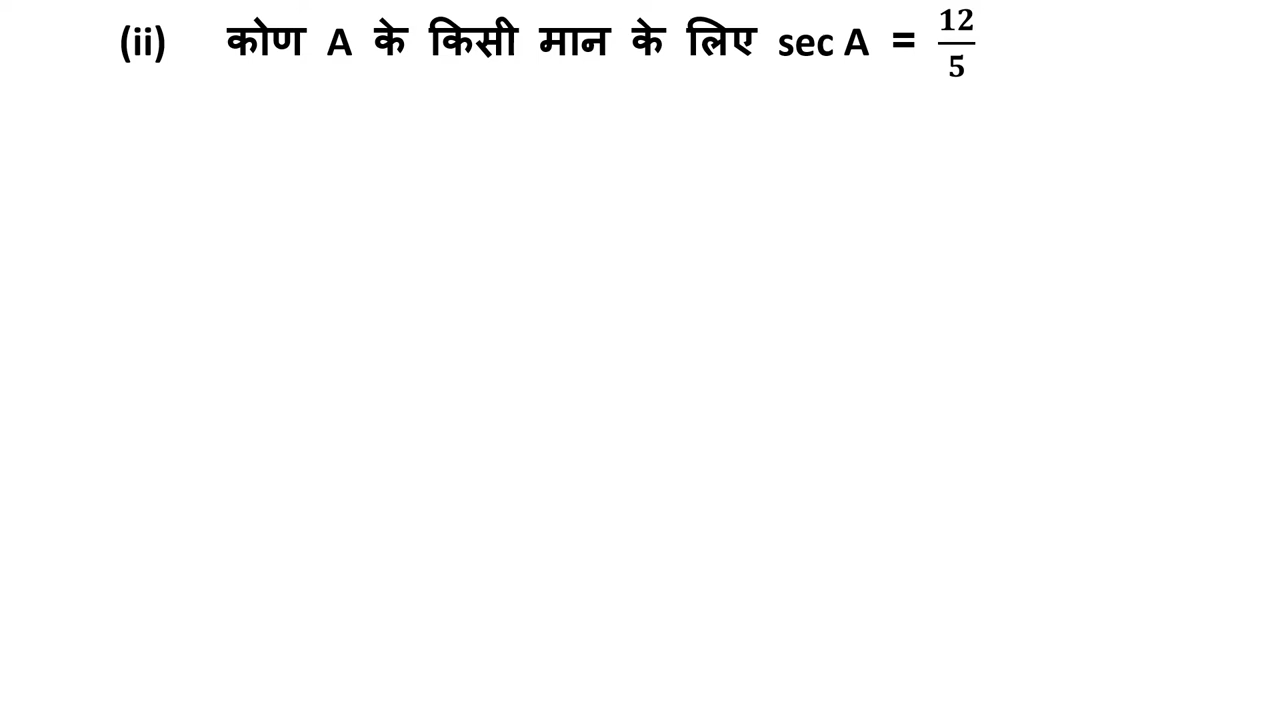 (ii) कोण A के किसी मान के लिए sec A = 12/5